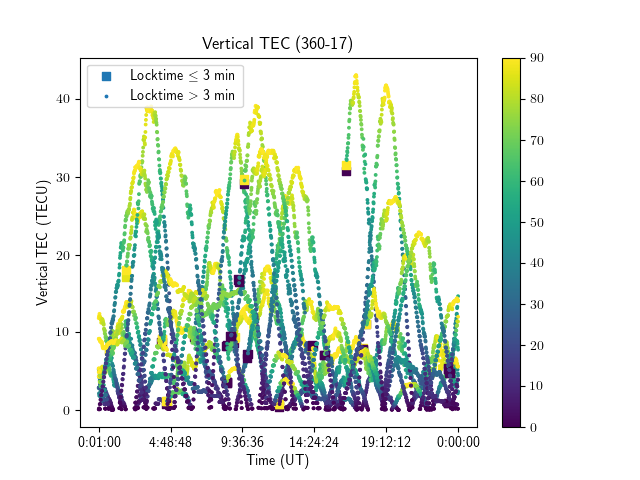 Vertical TEC (360-17)
Locktime ≤ 3 min
Locktime > 3 min
Vertical TEC (TECU)
40
30
20
10
0
0:01:00 4:48:48 9:36:36 14:24:24 19:12:12 0:00:00
Time (UT)
90
80
70
60
50
40
30
20
10
0